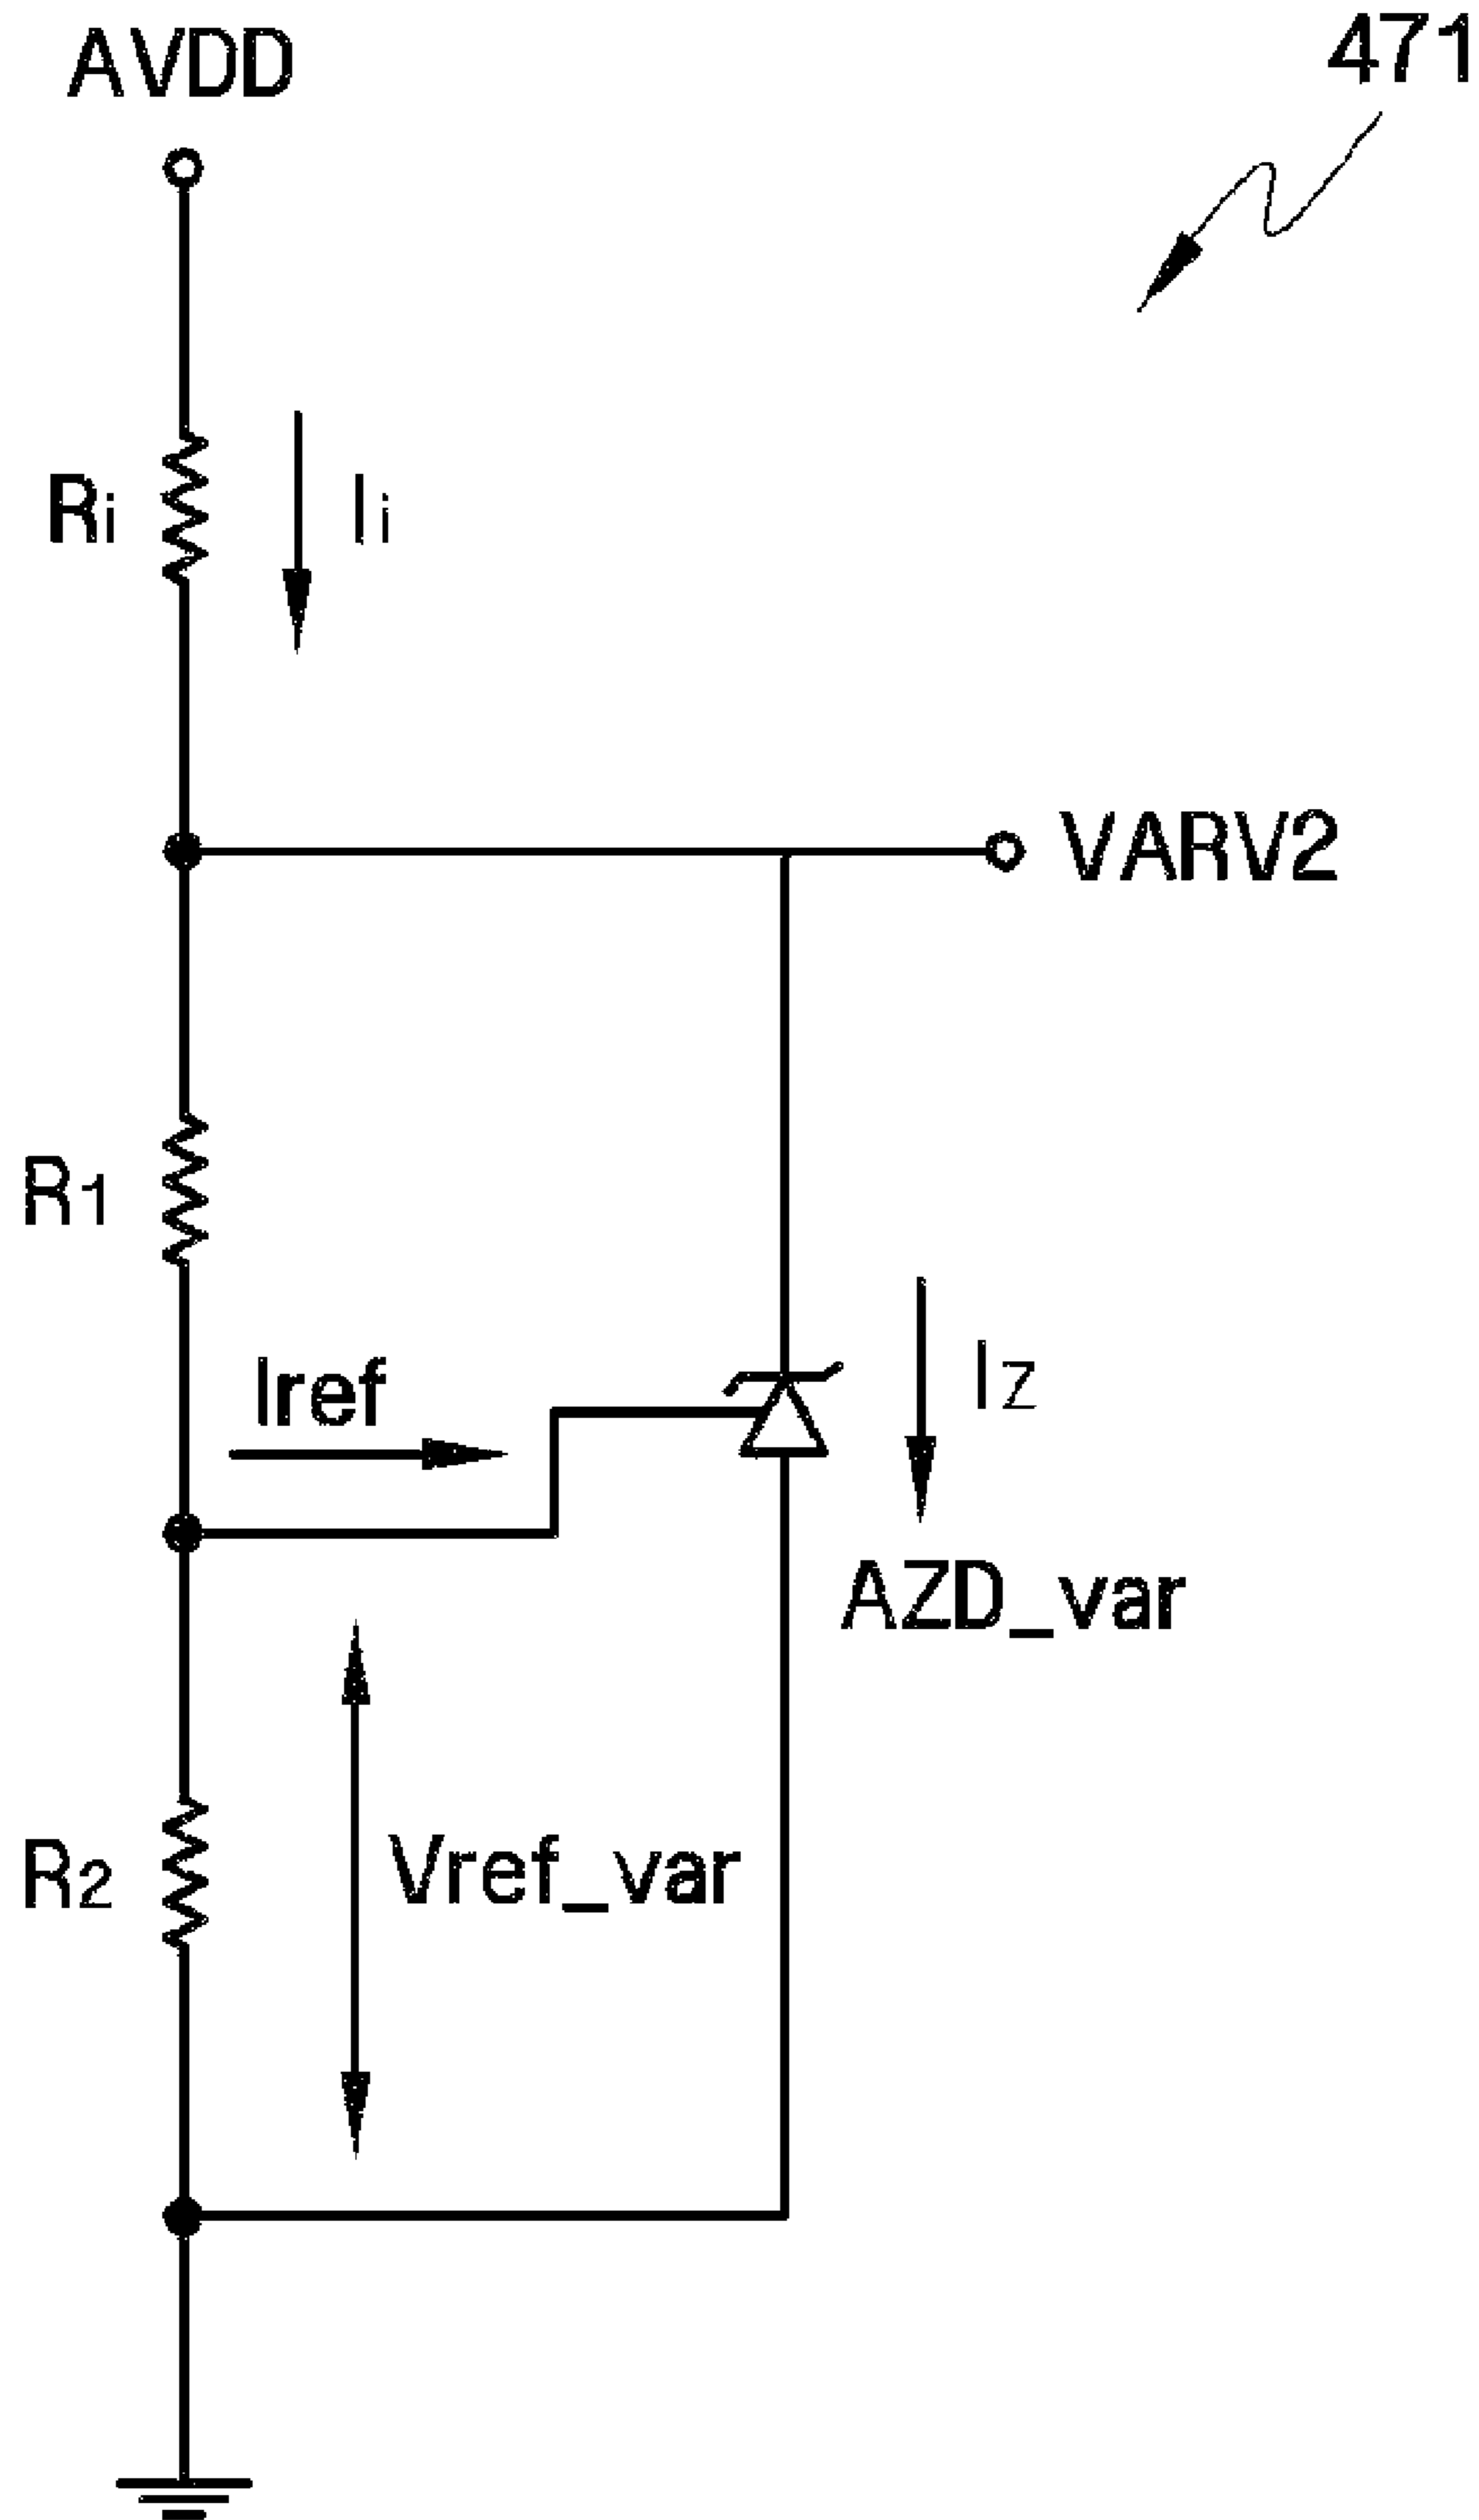 AVDD
471
Ri
Ii
VARV2
R1
Iref
Iz
AZD_var
R2
Vref_var